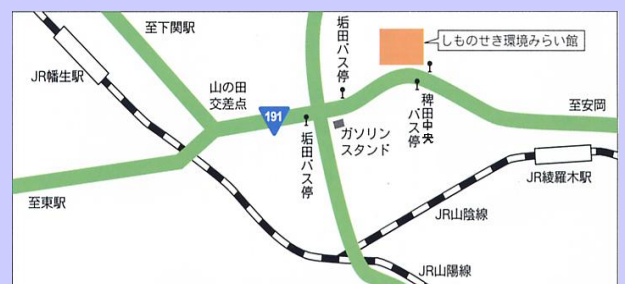 至下関駅
垢田バス停
しものせき環境みらい館
JR幡生駅
山の田
交差点
191
稗田中央
バス停
至安岡
ガソリン
スタンド
垢田バス停
JR綾羅木駅
至東駅
JR山陰線
JR山陽線